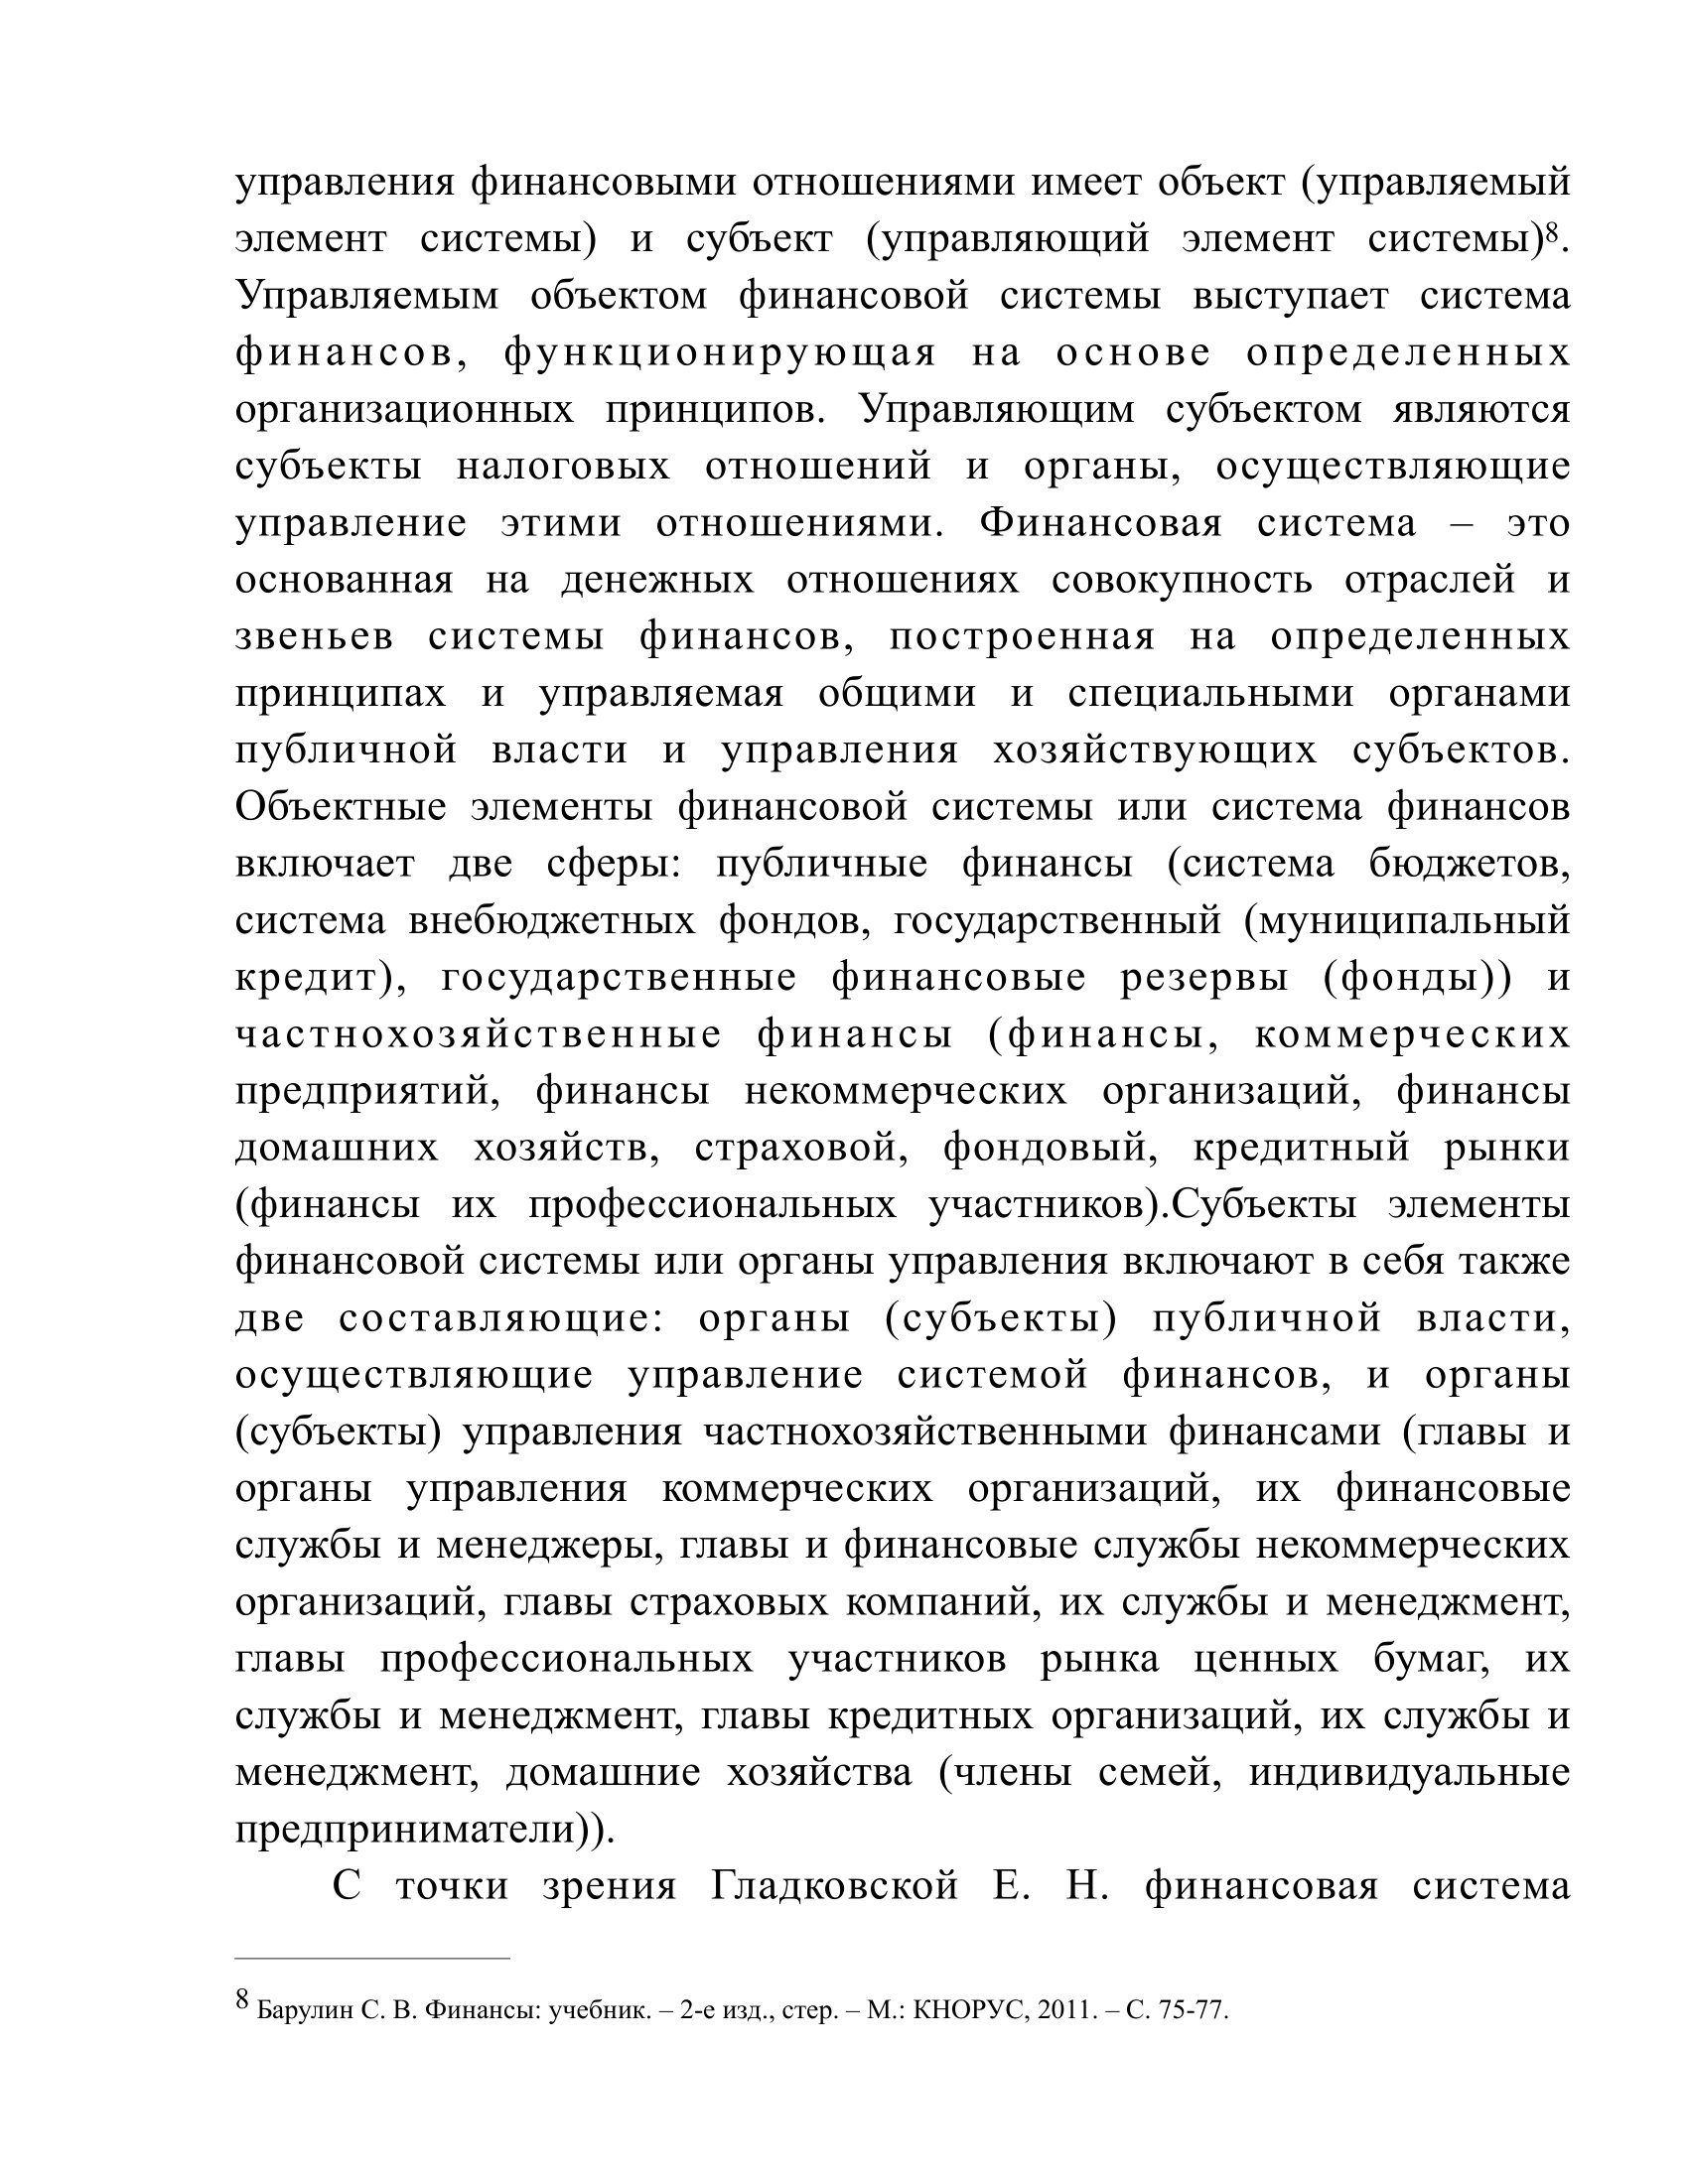 управления финансовыми отношениями имеет объект (управляемый
элемент системы) и субъект (управляющий элемент системы)8.
Управляемым объектом финансовой системы выступает система
финансов, функционирующая на основе определенных
организационных принципов. Управляющим субъектом являются
субъекты налоговых отношений и органы, осуществляющие
управление этими отношениями. Финансовая система – это
основанная на денежных отношениях совокупность отраслей и
звеньев системы финансов, построенная на определенных
принципах и управляемая общими и специальными органами
публичной власти и управления хозяйствующих субъектов.
Объектные элементы финансовой системы или система финансов
включает две сферы: публичные финансы (система бюджетов,
система внебюджетных фондов, государственный (муниципальный
кредит), государственные финансовые резервы (фонды)) и
частнохозяйственные финансы (финансы, коммерческих
предприятий, финансы некоммерческих организаций, финансы
домашних хозяйств, страховой, фондовый, кредитный рынки
(финансы их профессиональных участников).Субъекты элементы
финансовой системы или органы управления включают в себя также
две составляющие: органы (субъекты) публичной власти,
осуществляющие управление системой финансов, и органы
(субъекты) управления частнохозяйственными финансами (главы и
органы управления коммерческих организаций, их финансовые
службы и менеджеры, главы и финансовые службы некоммерческих
организаций, главы страховых компаний, их службы и менеджмент,
главы профессиональных участников рынка ценных бумаг, их
службы и менеджмент, главы кредитных организаций, их службы и
менеджмент, домашние хозяйства (члены семей, индивидуальные
предприниматели)).
С точки зрения Гладковской Е. Н. финансовая система
8 Барулин С. В. Финансы: учебник. – 2-е изд., стер. – М.: КНОРУС, 2011. – С. 75-77.